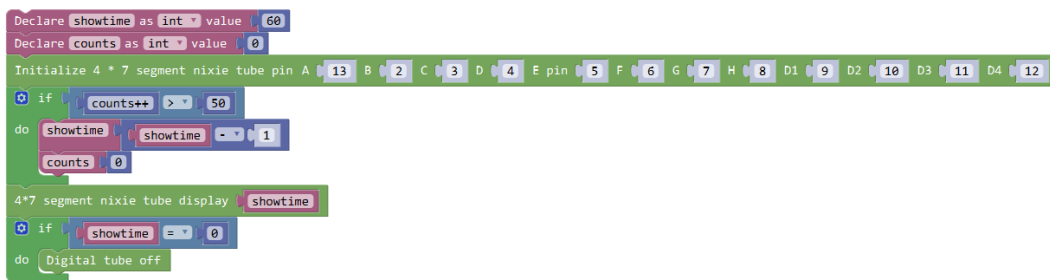 Declare showtime as int value 60
Declare counts as int value 0
Initialize 4 * 7 segment nixie tube pin A 13 B 2 C 3 D 4 E pin 5 F 6 G 7 H 8 D1 9 D2 10 D3 11 D4 12
if counts++ > 50
do showtime showtime - 1
counts 0
4*7 segment nixie tube display showtime
if showtime = 0
do Digital tube off